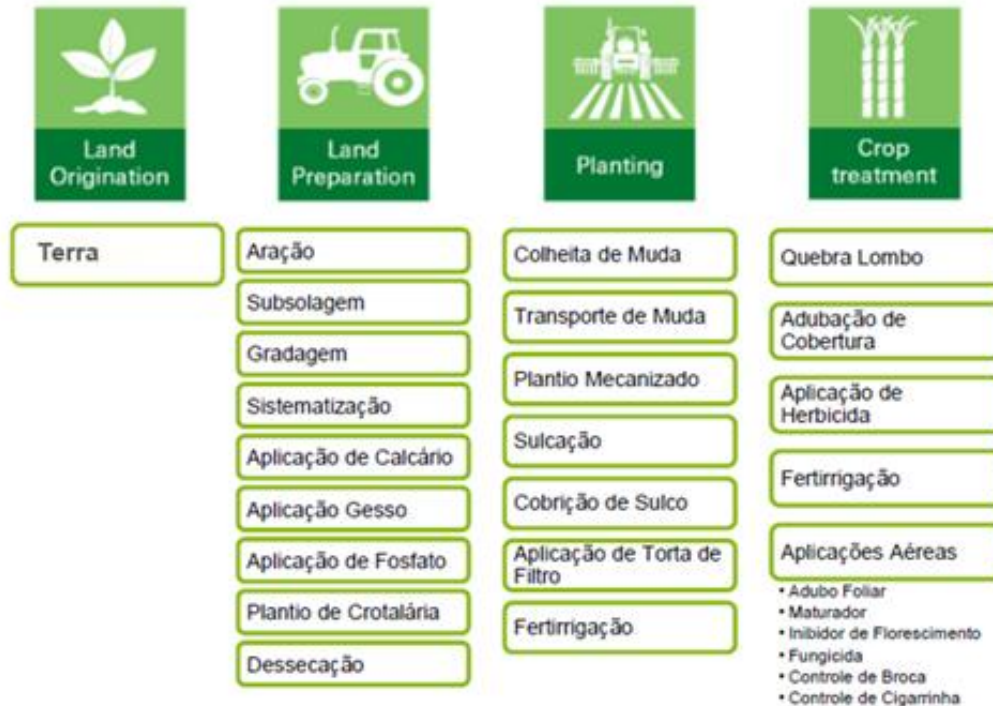 Land
Origination
Land
Preparation
Planting
Crop
treatment
Terra
Aração
Subsolagem
Gradagem
Sistematização
Aplicação de Calcário
Aplicação Gesso
Aplicação de Fosfato
Plantio de Crotalária
Dessecação
Colheita de Muda
Transporte de Muda
Plantio Mecanizado
Sulcação
Cobrição de Sulco
Aplicação de Torta de
Filtro
Fertirrigação
Quebra Lombo
Adubação de
Cobertura
Aplicação de
Herbicida
Fertirrigação
Aplicações Aéreas
• Adubo Foliar
• Maturador
• Inibidor de Florescimento
• Fungicida
• Controle de Broca
• Controle de Cigarrinha